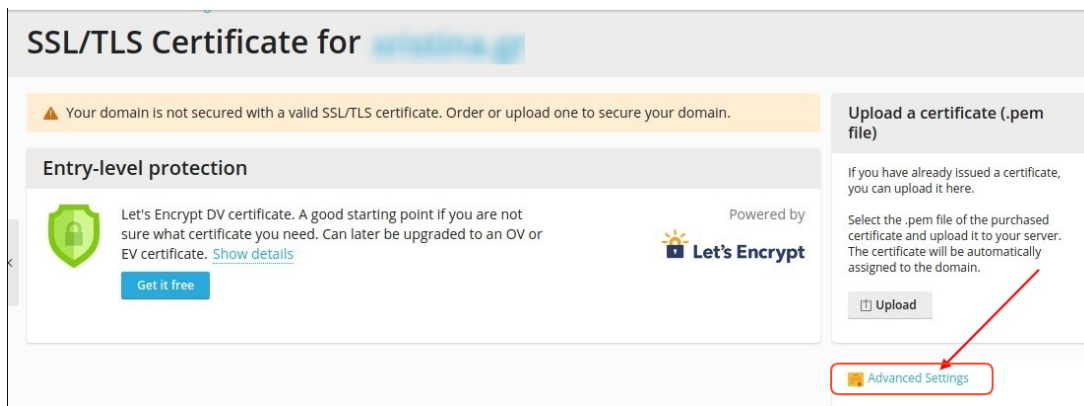 SSL/TLS Certificate for
Your domain is not secured with a valid SSL/TLS certificate. Order or upload one to secure your domain.
Entry-level protection
Let's Encrypt DV certificate. A good starting point if you are not
sure what certificate you need. Can later be upgraded to an OV or
EV certificate. Show details
Get it free
Powered by
Let's Encrypt
Upload a certificate (.pem
file)
If you have already issued a certificate,
you can upload it here.
Select the .pem file of the purchased
certificate and upload it to your server.
The certificate will be automatically
assigned to the domain.
Upload
Advanced Settings